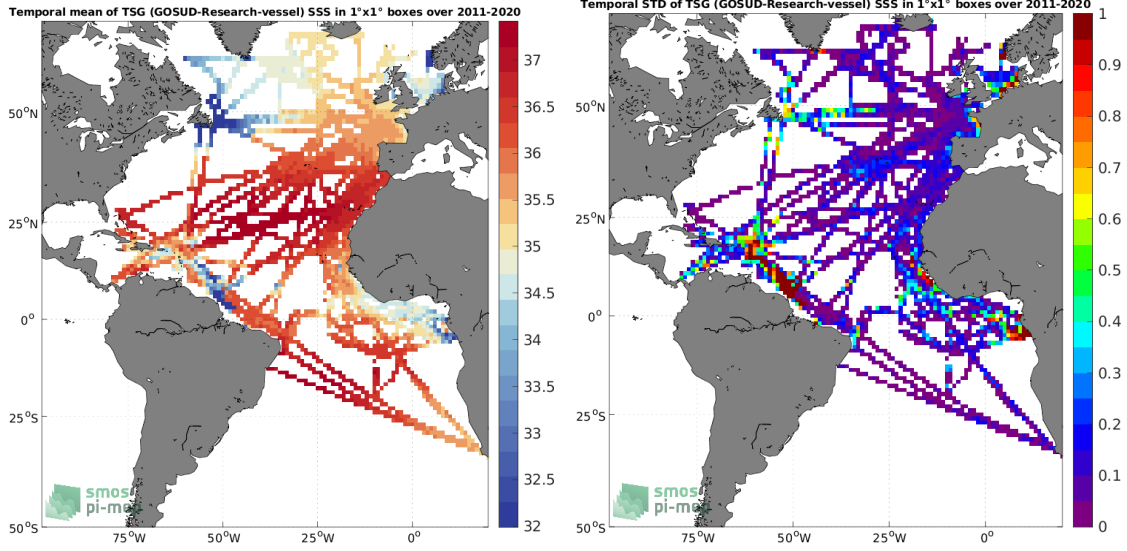 Temporal mean of TSG (GOSUD-Research-vessel) SSS in 1°x1° boxes over 2011-2020
50°N
25°N
0°
25°S
50°S
75°W
50°W
25°W
0°
37
36.5
36
35.5
35
34.5
34
33.5
33
32.5
32
smos
Temporal STD of TSG (GOSUD-Research-vessel) SSS in 1°x1° boxes over 2011-2020
50°N
25°N
0°
25°S
50°S
75°W
50°W
25°W
0°
1
0.9
0.8
0.7
0.6
0.5
0.4
0.3
0.2
0.1
0
smos